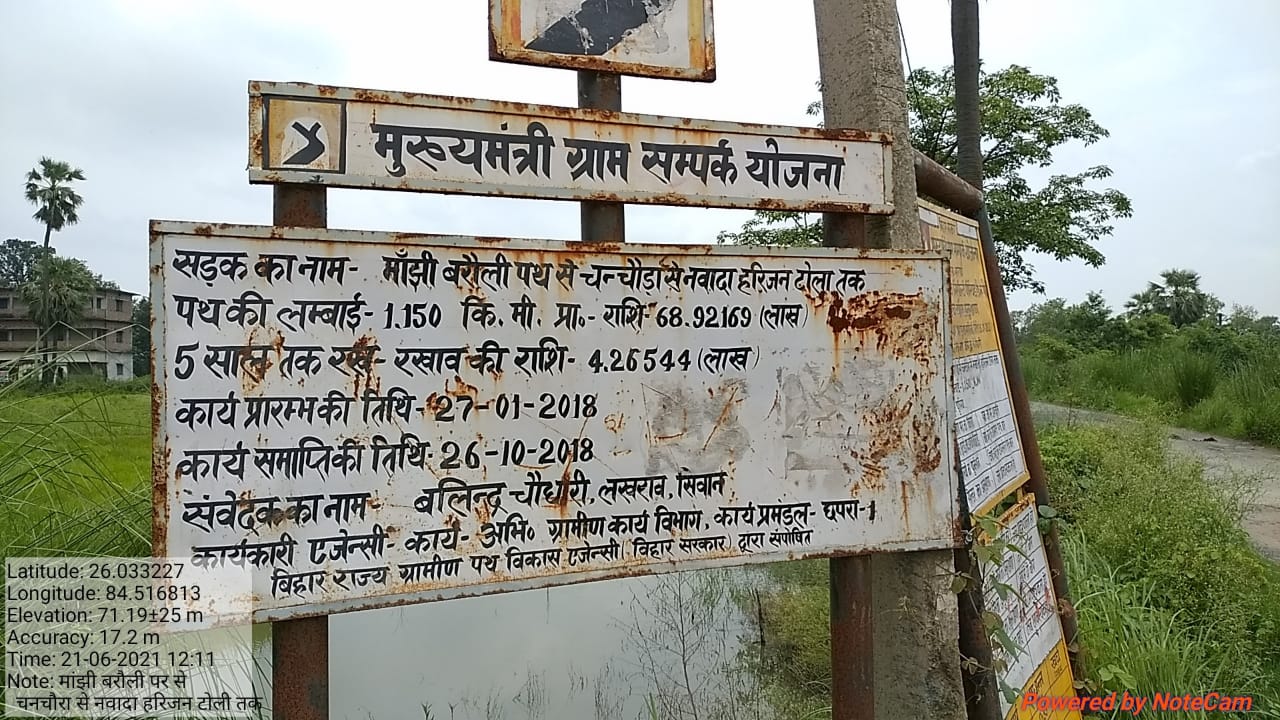 मुख्यमंत्री ग्राम सम्पर्क योजना
सड़क का नाम- माँझी बरौली पथ से चनचौड़ा से नवादा हरिजन टोला तक
पथ की लम्बाई- 1.150 कि. मी. प्रा.- राशि- 68.92169 (लाख)
5 साल तक रख- रखाव की राशि- 4.26544 (लाख)
कार्य प्रारम्भ की तिथि- 27-01-2018
कार्य समाप्ति की तिथि- 26-10-2018
संवेदक का नाम- बलिन्द्र चौधरी, लखराव, सिवान
कार्यकारी एजेन्सी- कार्य- अभि० ग्रामीण कार्य विभाग, कार्य प्रमंडल- छपरा-1
बिहार राज्य ग्रामीण पथ विकास एजेन्सी (बिहार सरकार) द्वारा संपोषित
Latitude: 26.033227
Longitude: 84.516813
Elevation: 71.19±25 m
Accuracy: 17.2 m
Time: 21-06-2021 12:11
Note: मांझी बरौली पर से
चनचौरा से नवादा हरिजन टोली तक
Powered by NoteCam